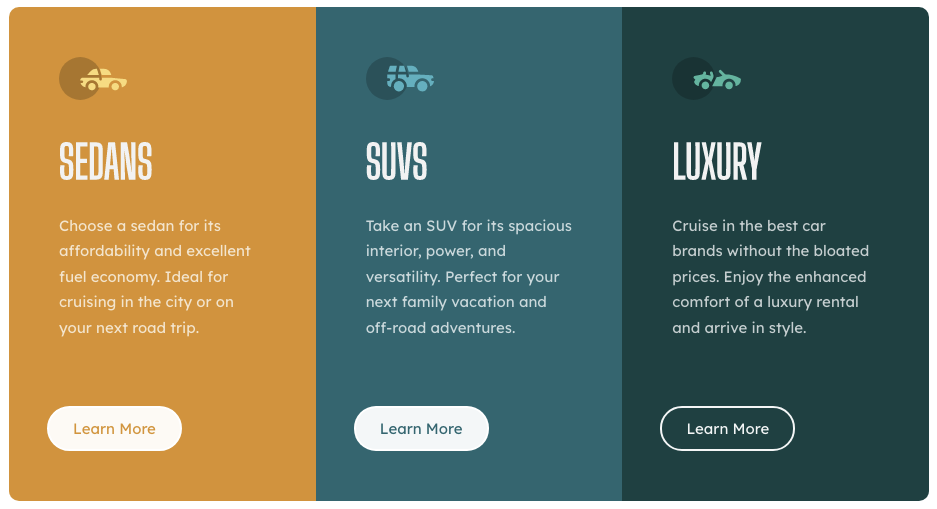 SEDANS
Choose a sedan for its
affordability and excellent
fuel economy. Ideal for
cruising in the city or on
your next road trip.
Learn More
SUVS
Take an SUV for its spacious
interior, power, and
versatility. Perfect for your
next family vacation and
off-road adventures.
Learn More
LUXURY
Cruise in the best car
brands without the bloated
prices. Enjoy the enhanced
comfort of a luxury rental
and arrive in style.
Learn More